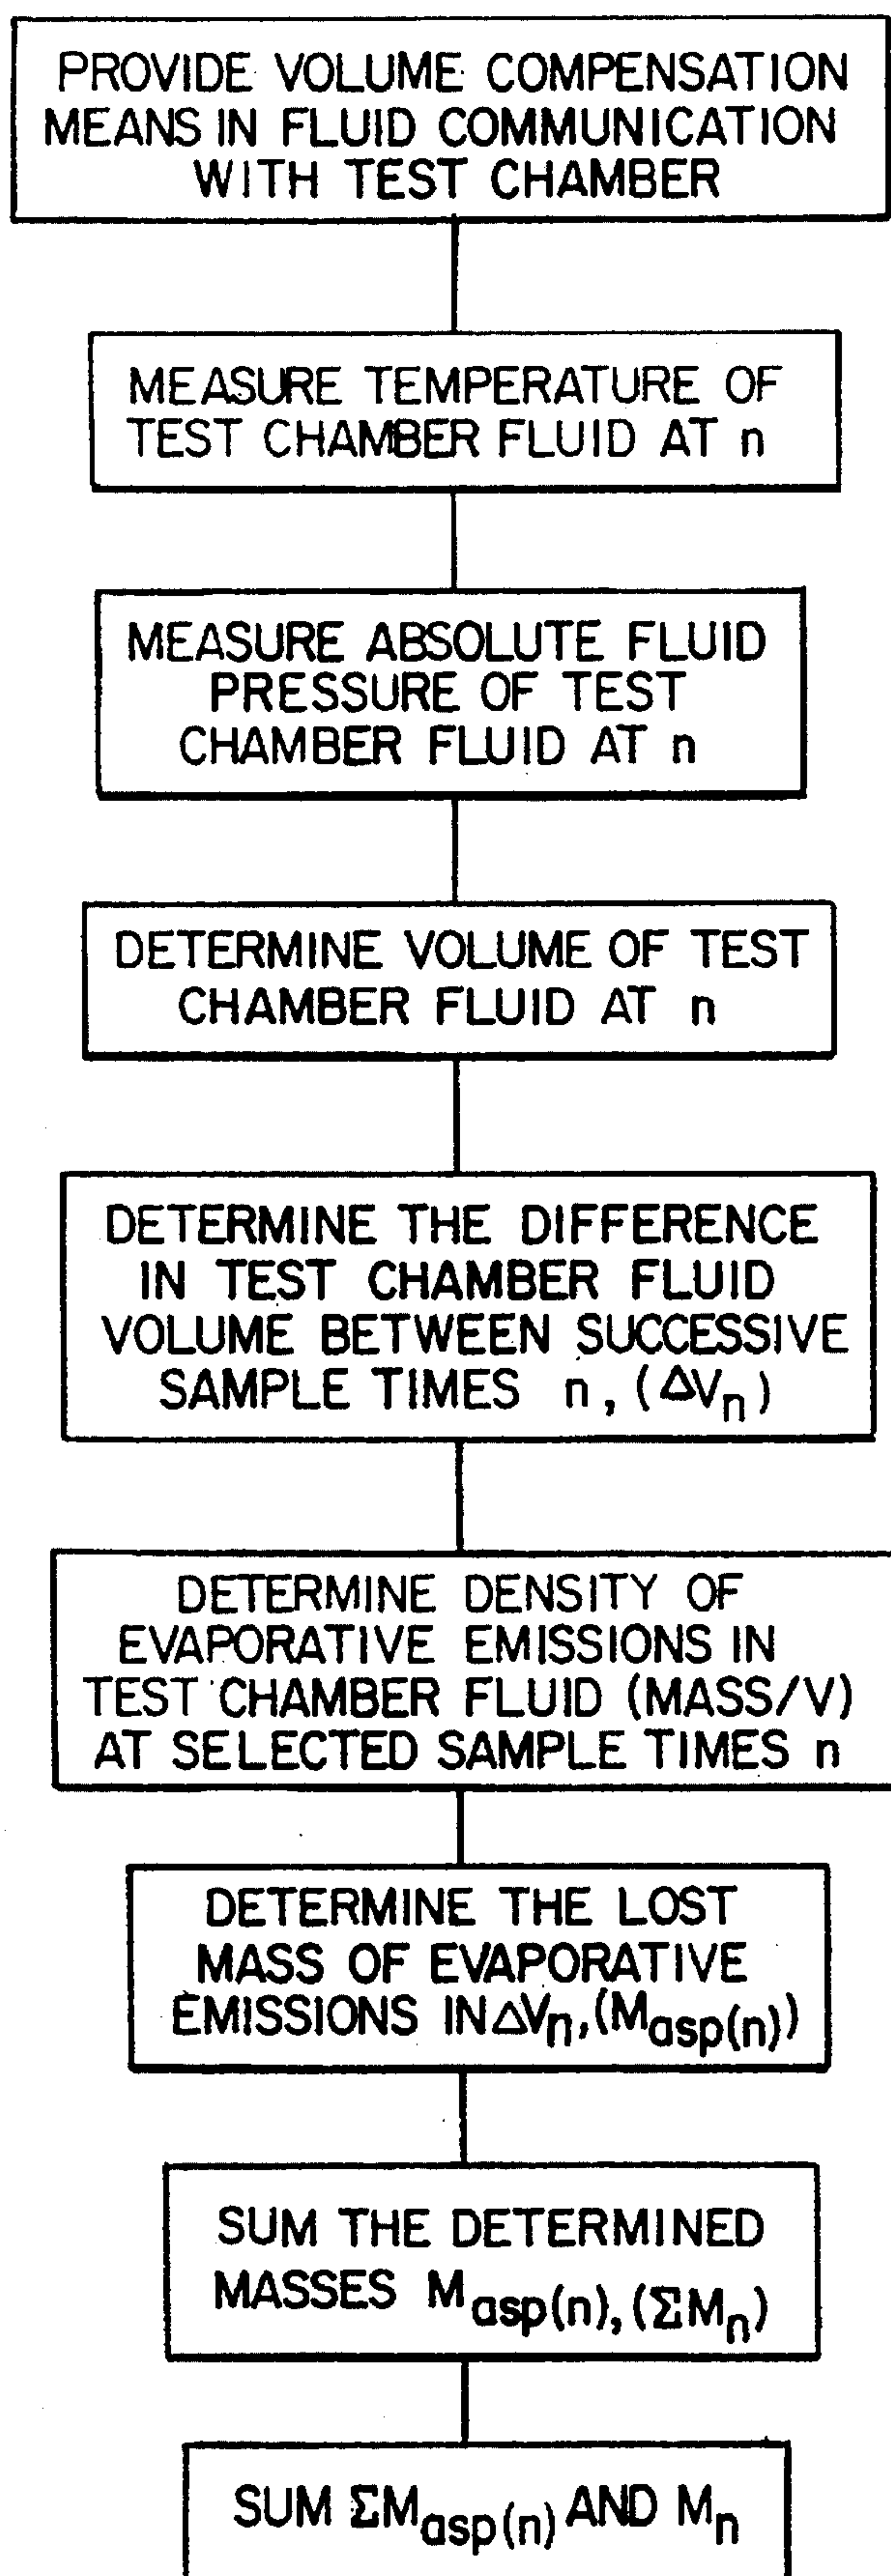 PROVIDE VOLUME COMPENSATION
MEANS IN FLUID COMMUNICATION
WITH TEST CHAMBER
MEASURE TEMPERATURE OF
TEST CHAMBER FLUID AT n
MEASURE ABSOLUTE FLUID
PRESSURE OF TEST
CHAMBER FLUID AT n
DETERMINE VOLUME OF TEST
CHAMBER FLUID AT n
DETERMINE THE DIFFERENCE
IN TEST CHAMBER FLUID
VOLUME BETWEEN SUCCESSIVE
SAMPLE TIMES n, (ΔVn)
DETERMINE DENSITY OF
EVAPORATIVE EMISSIONS IN
TEST CHAMBER FLUID (MASS/V)
AT SELECTED SAMPLE TIMES n
DETERMINE THE LOST
MASS OF EVAPORATIVE
EMISSIONS IN ΔVn, (Masp(n))
SUM THE DETERMINED
MASSES Masp(n), (ΣMn)
SUM ΣMasp(n) AND Mn